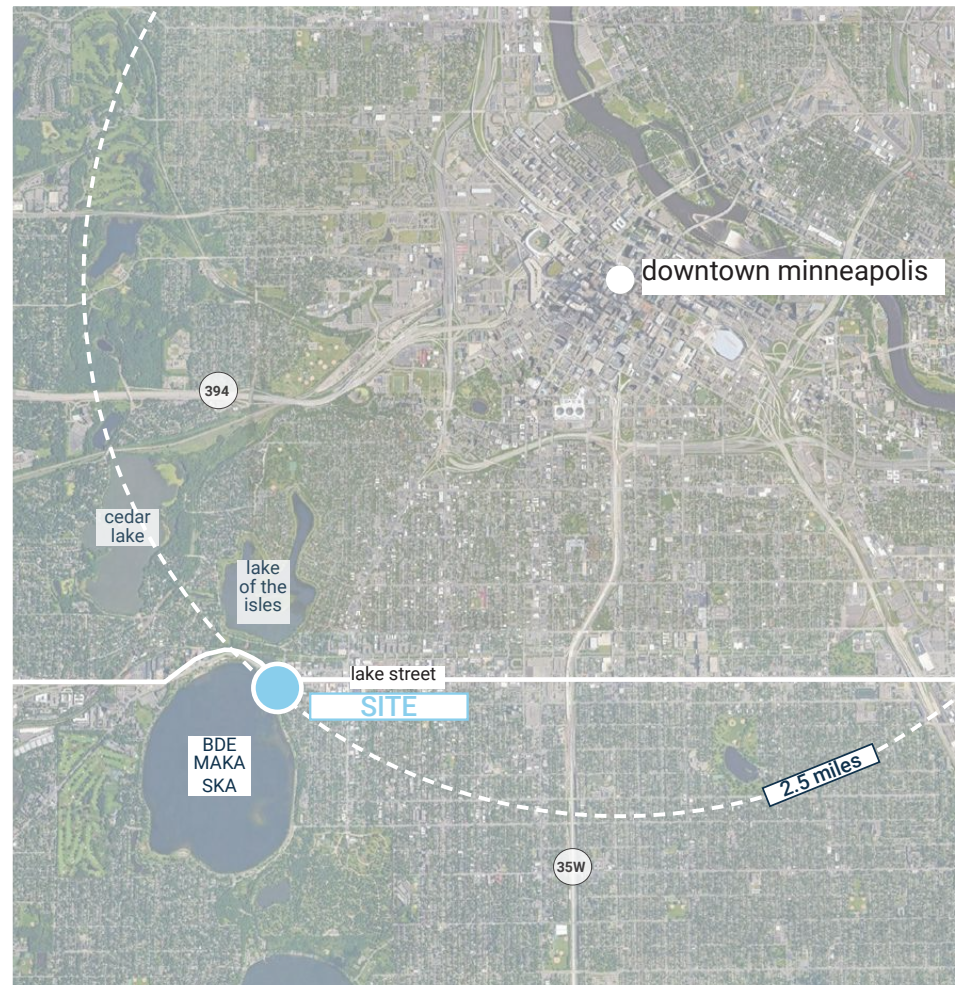 downtown minneapolis
394
cedar
lake
lake
of the
isles
lake street
SITE
BDE
MAKA
SKA
2.5 miles
35W